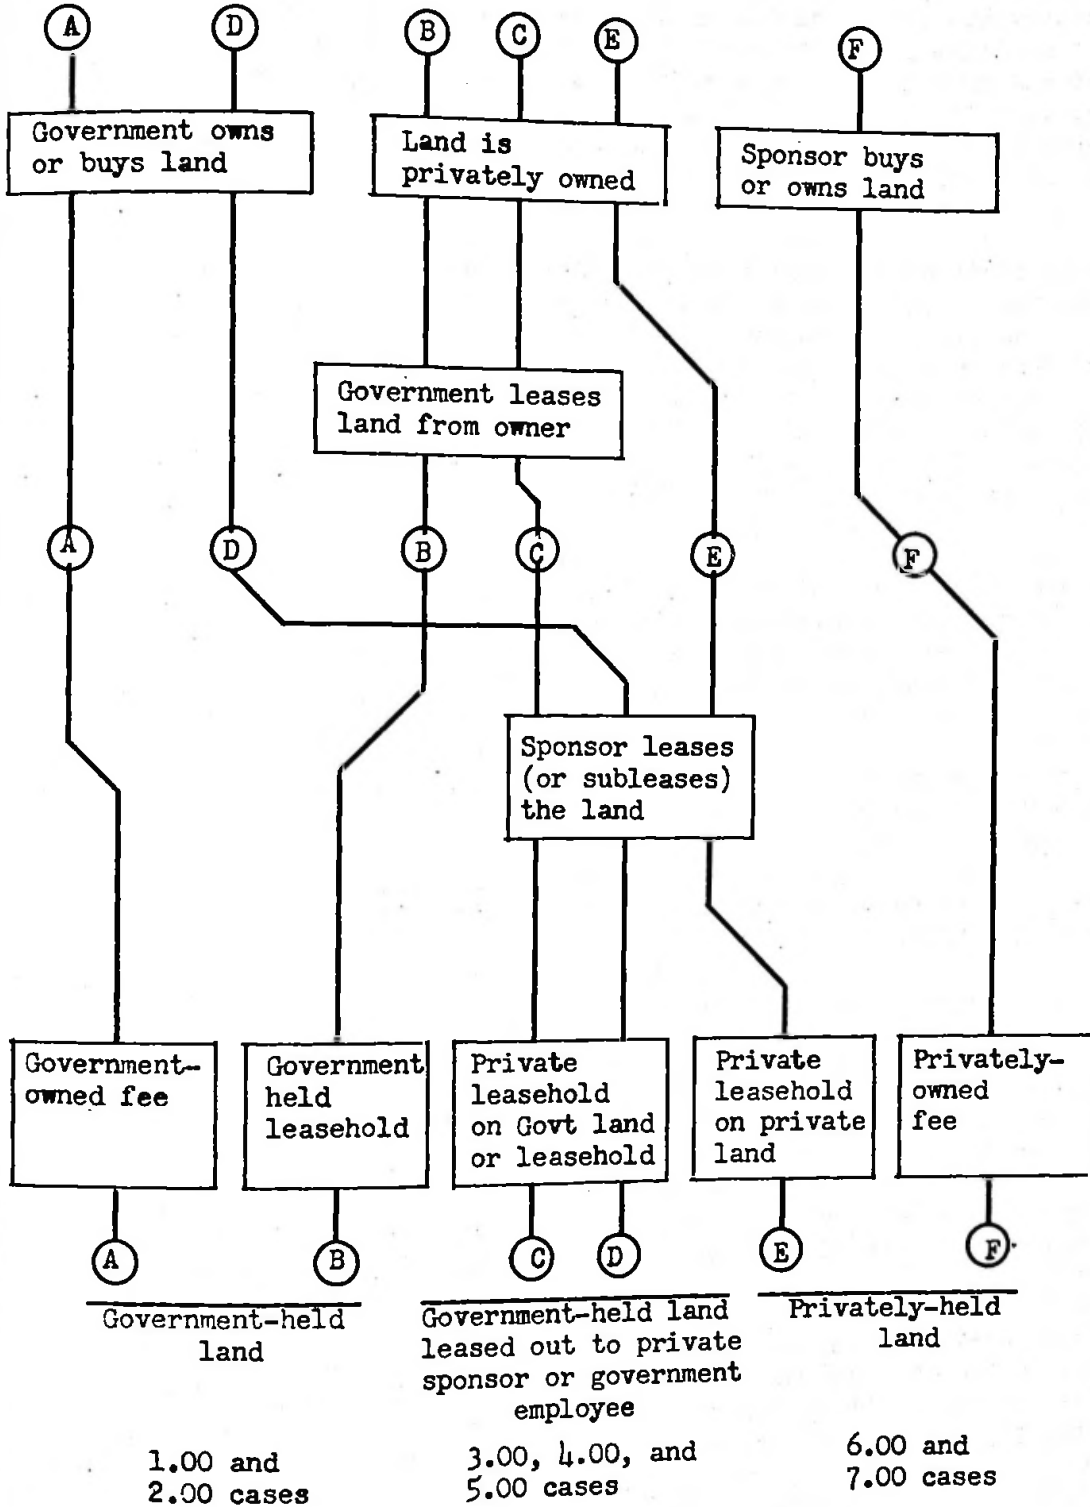 A
D
B
C
E
F
Government owns
or buys land
Land is
privately owned
Sponsor buys
or owns land
Government leases
land from owner
A
D
B
C
E
F
Sponsor leases
(or subleases)
the land
Government-
owned fee
Government
held
leasehold
Private
leasehold
on Govt land
or leasehold
Private
leasehold
on private
land
Privately-
owned
fee
A
B
C
D
E
F
Government-held
land
Government-held land
leased out to private
sponsor or government
employee
Privately-held
land
1.00 and
2.00 cases
3.00, 4.00, and
5.00 cases
6.00 and
7.00 cases